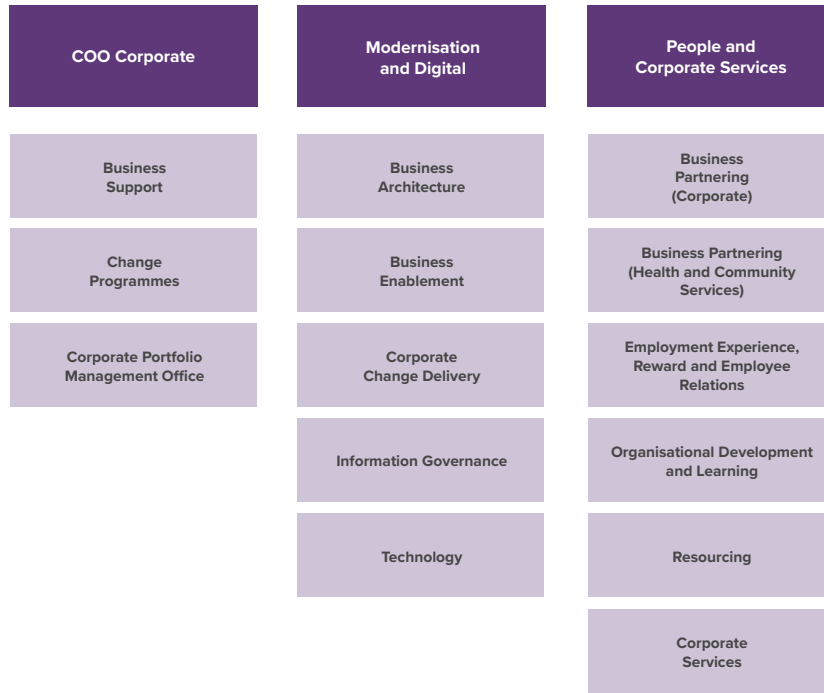 COO Corporate
Business
Support
Change
Programmes
Corporate Portfolio
Management Office
Modernisation
and Digital
Business
Architecture
Business
Enablement
Corporate
Change Delivery
Information Governance
Technology
People and
Corporate Services
Business
Partnering
(Corporate)
Business Partnering
(Health and Community
Services)
Employment Experience,
Reward and Employee
Relations
Organisational Development
and Learning
Resourcing
Corporate
Services